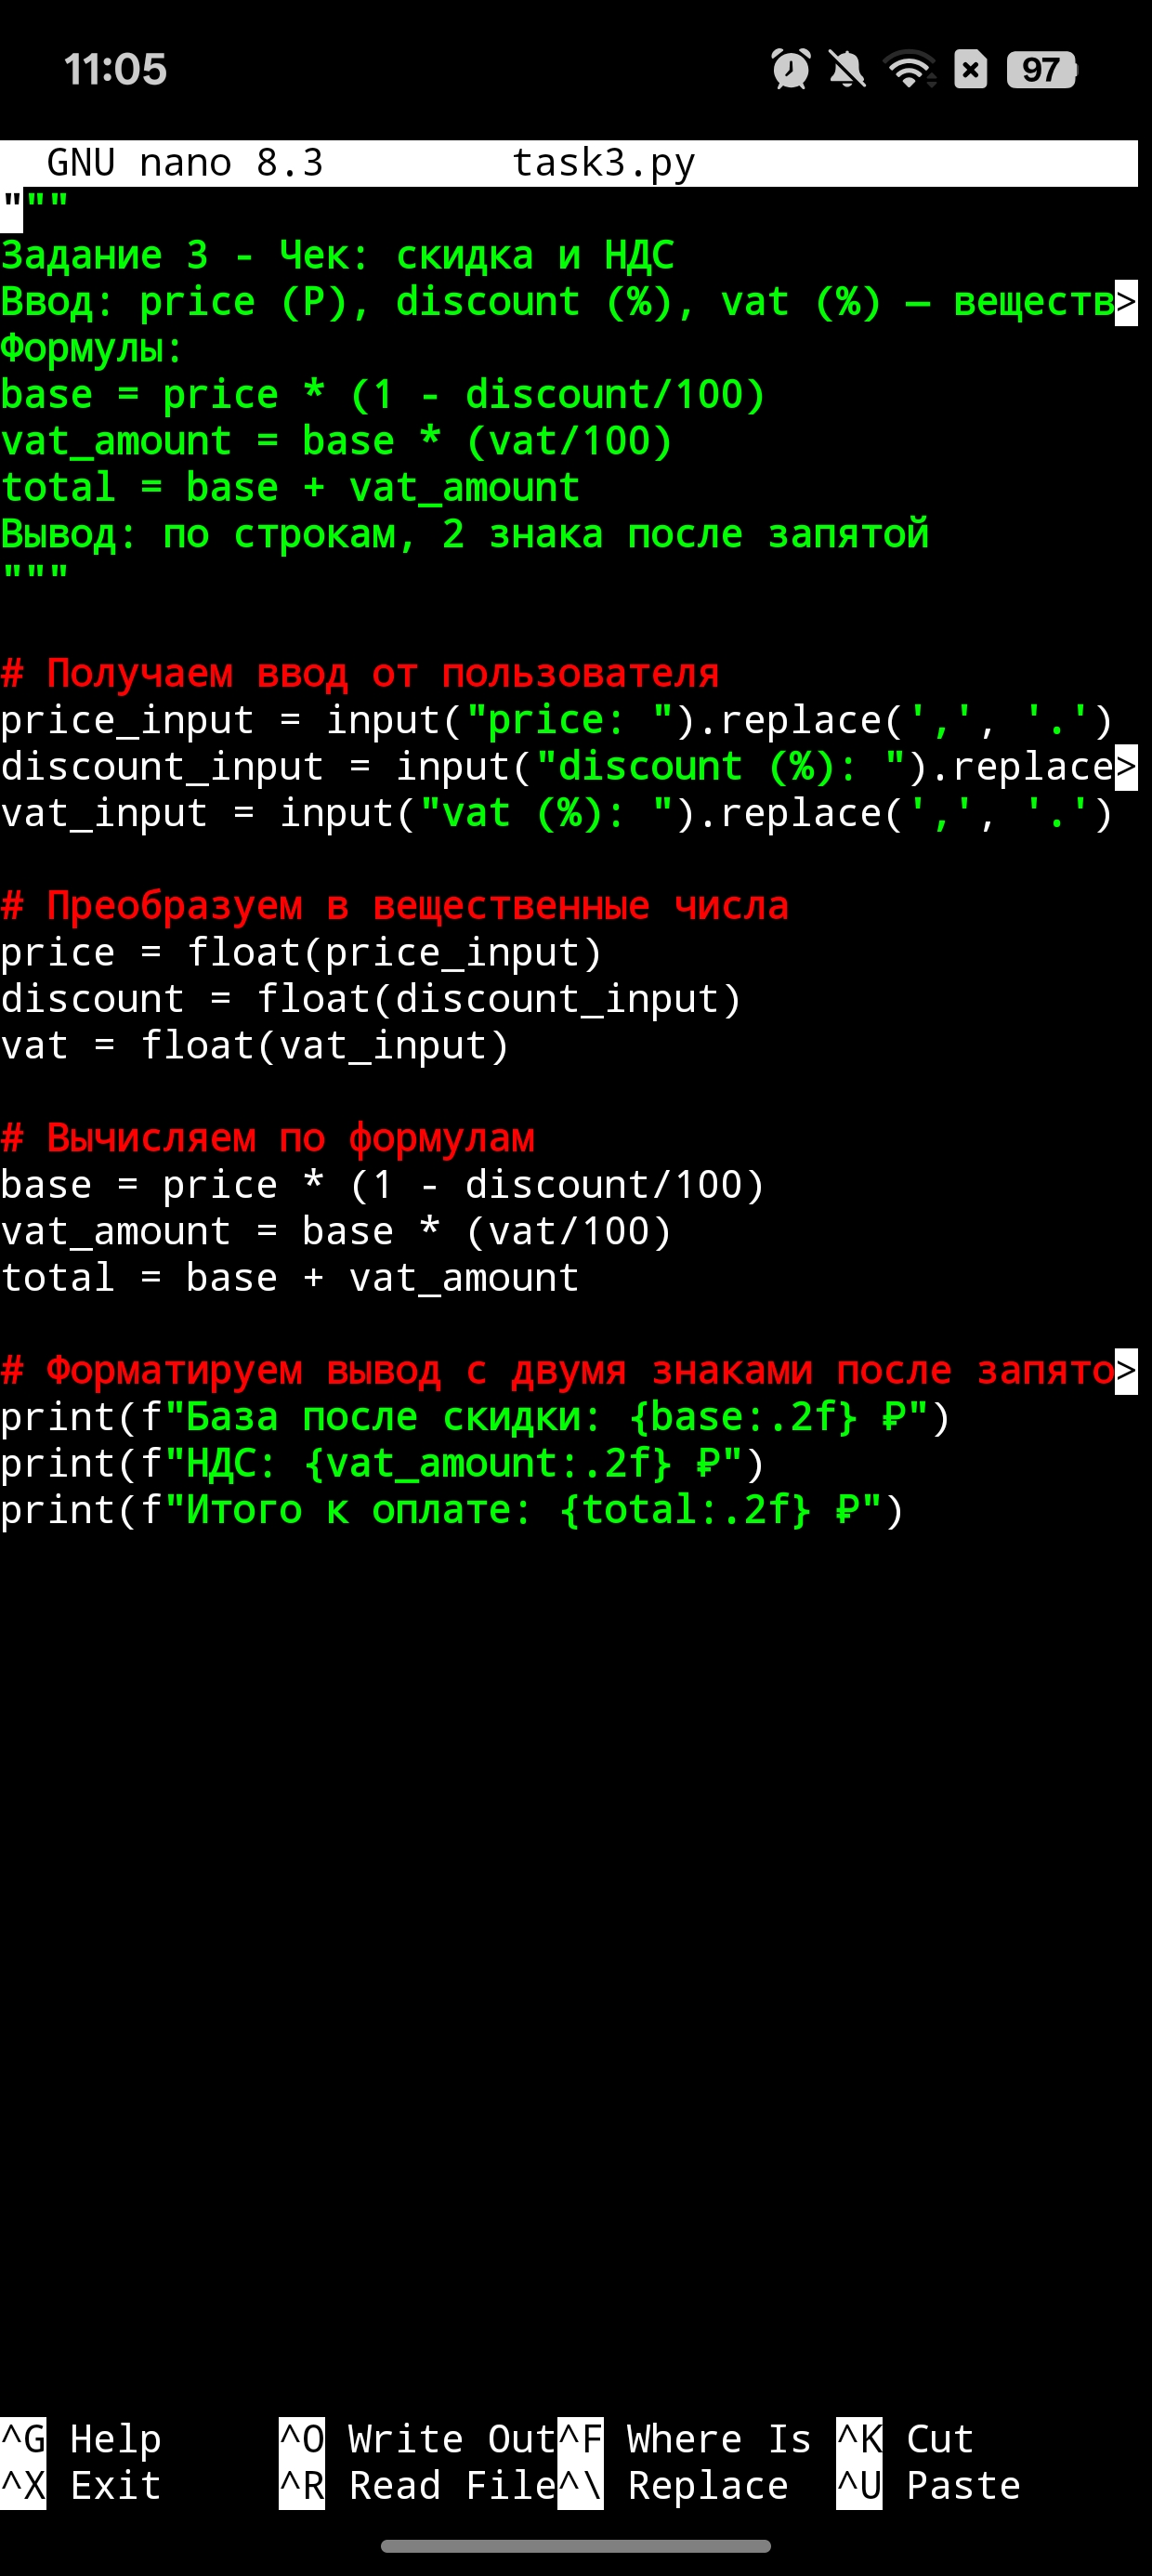 11:05 97
GNU nano 8.3 task3.py
"""
Задание 3 - Чек: скидка и НДС
Ввод: price (Р), discount (%), vat (%) — веществ>
Формулы:
base = price * (1 - discount/100)
vat_amount = base * (vat/100)
total = base + vat_amount
Вывод: по строкам, 2 знака после запятой
"""
# Получаем ввод от пользователя
price_input = input("price: ").replace(',', '.')
discount_input = input("discount (%): ").replace>
vat_input = input("vat (%): ").replace(',', '.')
# Преобразуем в вещественные числа
price = float(price_input)
discount = float(discount_input)
vat = float(vat_input)
# Вычисляем по формулам
base = price * (1 - discount/100)
vat_amount = base * (vat/100)
total = base + vat_amount
# Форматируем вывод с двумя знаками после запято>
print(f"База после скидки: {base:.2f} ₽")
print(f"НДС: {vat_amount:.2f} ₽")
print(f"Итого к оплате: {total:.2f} ₽")
^G Help ^O Write Out ^F Where Is ^K Cut
^X Exit ^R Read File ^\ Replace ^U Paste